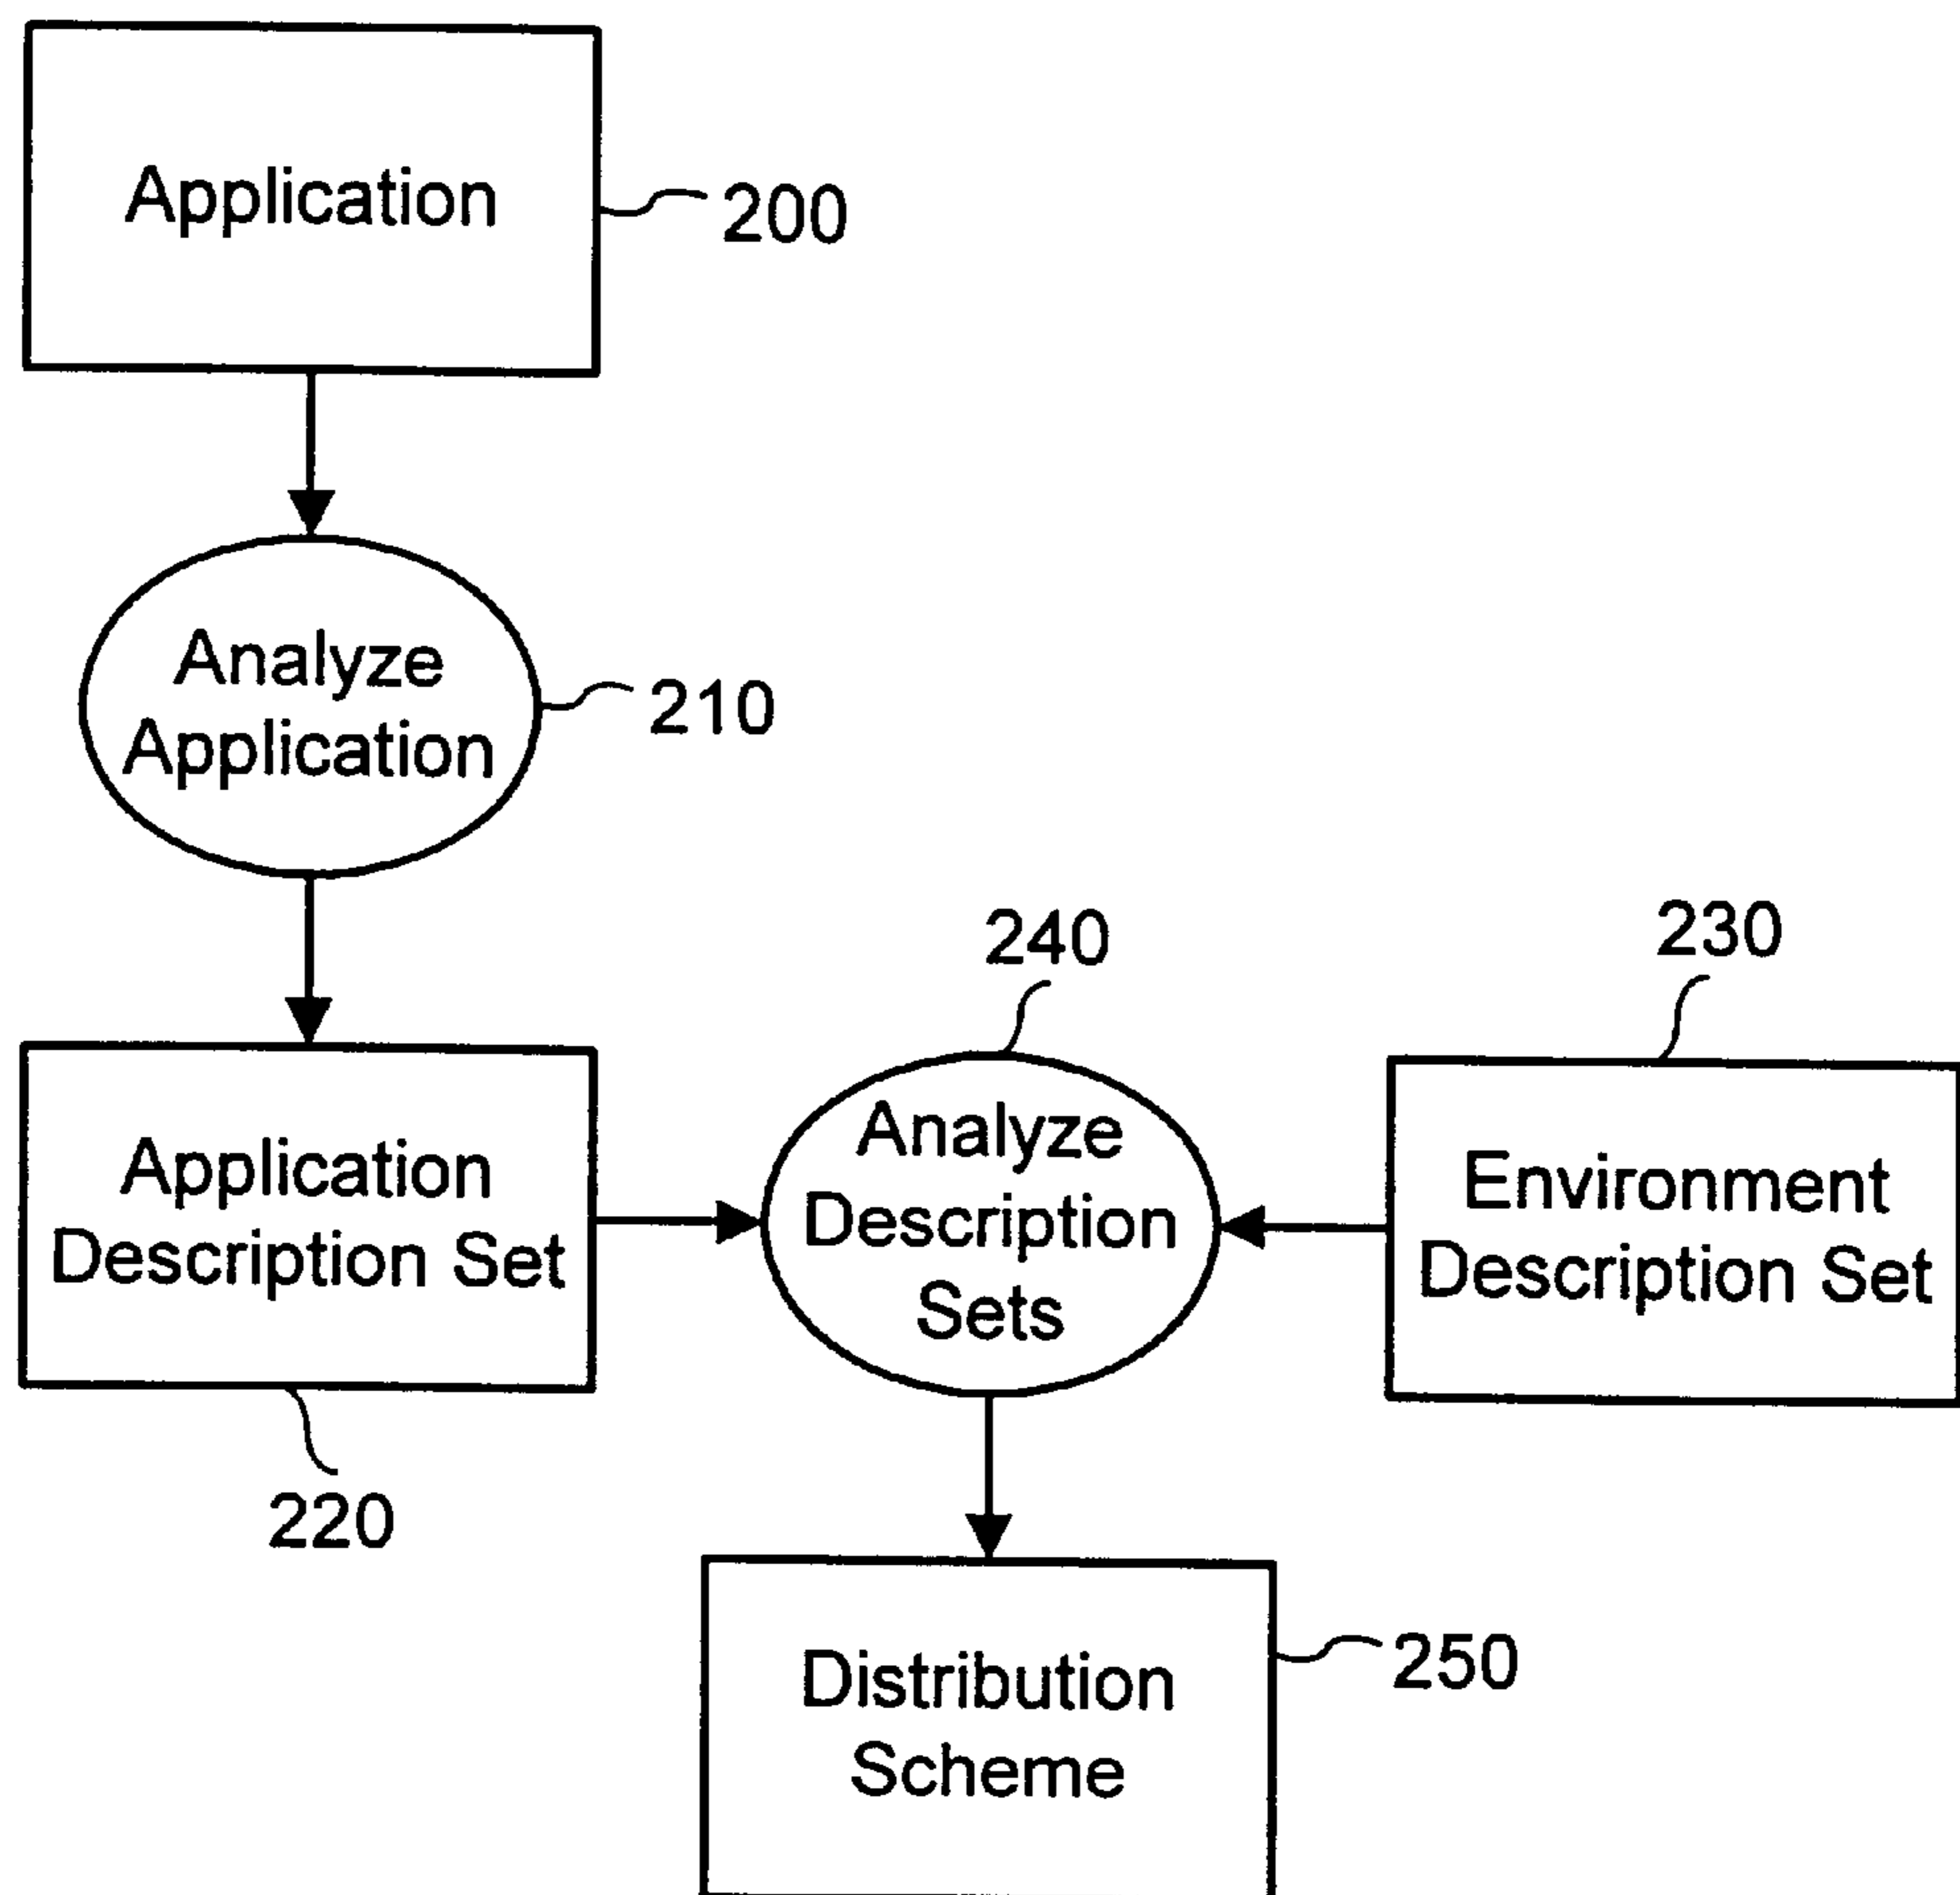 Application
200
Analyze
Application
210
240
230
Application
Description Set
Analyze
Description
Sets
Environment
Description Set
220
Distribution
Scheme
250